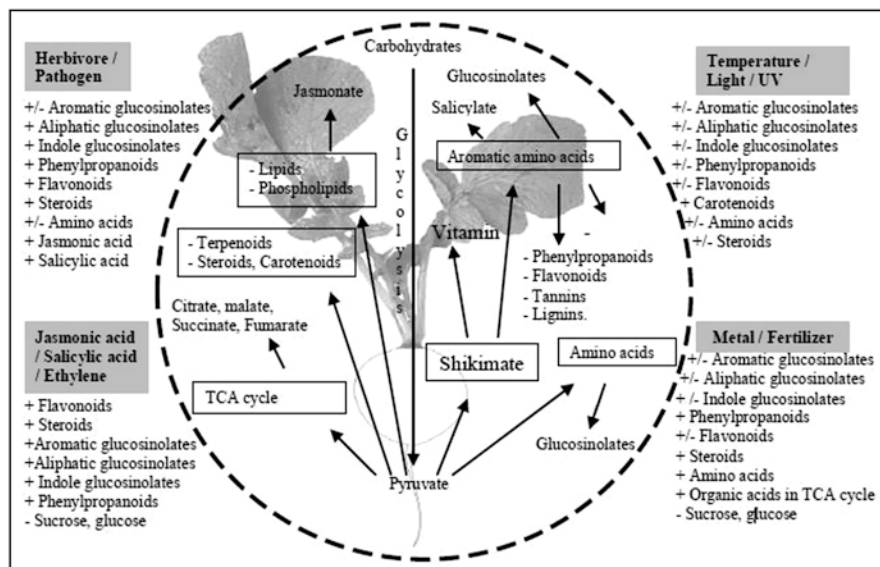 Herbivore /
Pathogen
+/- Aromatic glucosinolates
+ Aliphatic glucosinolates
+ Indole glucosinolates
+ Phenylpropanoids
+ Flavonoids
+ Steroids
+/- Amino acids
+ Jasmonic acid
+ Salicylic acid
Jasmonic acid
/ Salicylic acid
/ Ethylene
+ Flavonoids
+ Steroids
+Aromatic glucosinolates
+Aliphatic glucosinolates
+ Indole glucosinolates
+ Phenylpropanoids
- Sucrose, glucose
Carbohydrates
Glycolysis
Jasmonate
- Lipids
- Phospholipids
- Terpenoids
- Steroids, Carotenoids
Citrate, malate,
Succinate, Fumarate
TCA cycle
Pyruvate
Glucosinolates
Salicylate
Aromatic amino acids
Vitamin
-
- Phenylpropanoids
- Flavonoids
- Tannins
- Lignins.
Shikimate
Amino acids
Glucosinolates
Temperature /
Light / UV
+/- Aromatic glucosinolates
+/- Aliphatic glucosinolates
+/- Indole glucosinolates
+/- Phenylpropanoids
+/- Flavonoids
+ Carotenoids
+/- Amino acids
+/- Steroids
Metal / Fertilizer
+/- Aromatic glucosinolates
+/- Aliphatic glucosinolates
+/- Indole glucosinolates
+ Phenylpropanoids
+/- Flavonoids
+ Steroids
+ Amino acids
+ Organic acids in TCA cycle
- Sucrose, glucose